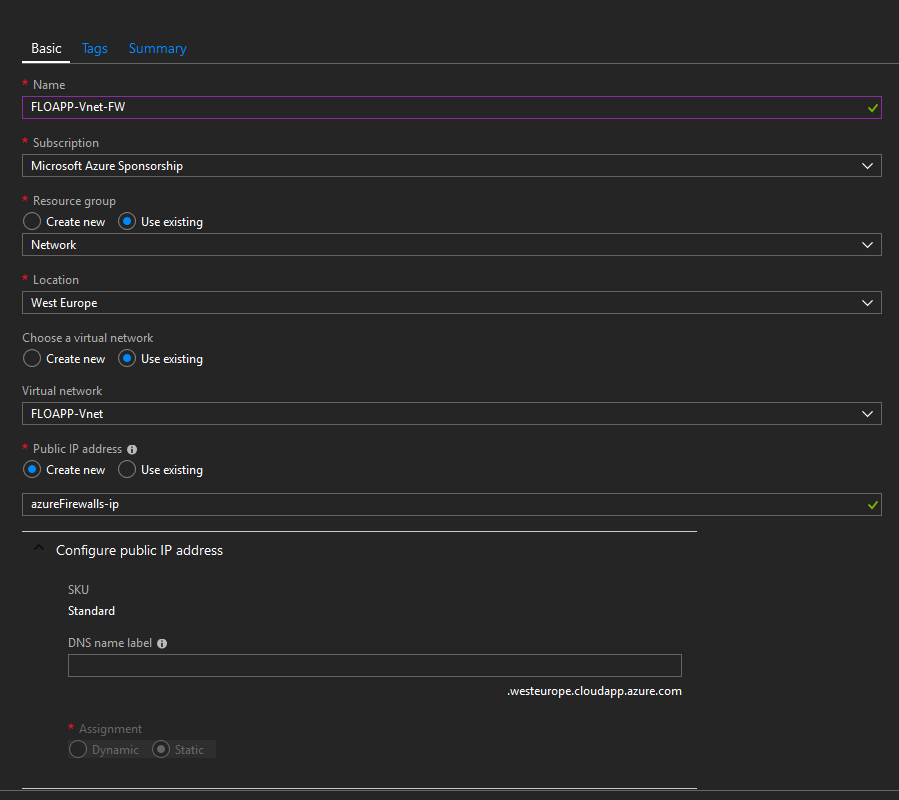 Basic Tags Summary
* Name
FLOAPP-Vnet-FW
* Subscription
Microsoft Azure Sponsorship
* Resource group
Create new Use existing
Network
* Location
West Europe
Choose a virtual network
Create new Use existing
Virtual network
FLOAPP-Vnet
* Public IP address
Create new Use existing
azureFirewalls-ip
Configure public IP address
SKU
Standard
DNS name label
.westeurope.cloudapp.azure.com
* Assignment
Dynamic Static